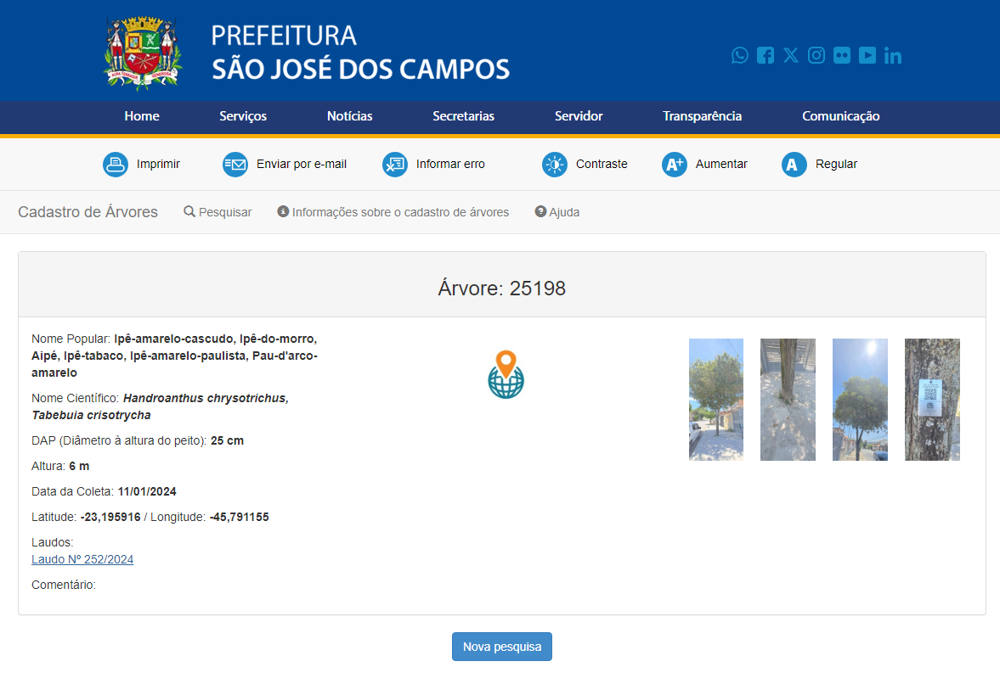 PREFEITURA
SÃO JOSÉ DOS CAMPOS
AURA TERRAQUE GENEROSA
Home Serviços Notícias Secretarias Servidor Transparência Comunicação
Imprimir Enviar por e-mail Informar erro Contraste A+ Aumentar A Regular
Cadastro de Árvores Pesquisar Informações sobre o cadastro de árvores Ajuda
Árvore: 25198
Nome Popular: Ipê-amarelo-cascudo, Ipê-do-morro,
Aipé, Ipê-tabaco, Ipê-amarelo-paulista, Pau-d'arco-
amarelo
Nome Científico: Handroanthus chrysotrichus,
Tabebuia crisotrycha
DAP (Diâmetro à altura do peito): 25 cm
Altura: 6 m
Data da Coleta: 11/01/2024
Latitude: -23,195916 / Longitude: -45,791155
Laudos:
Laudo Nº 252/2024
Comentário:
Nova pesquisa